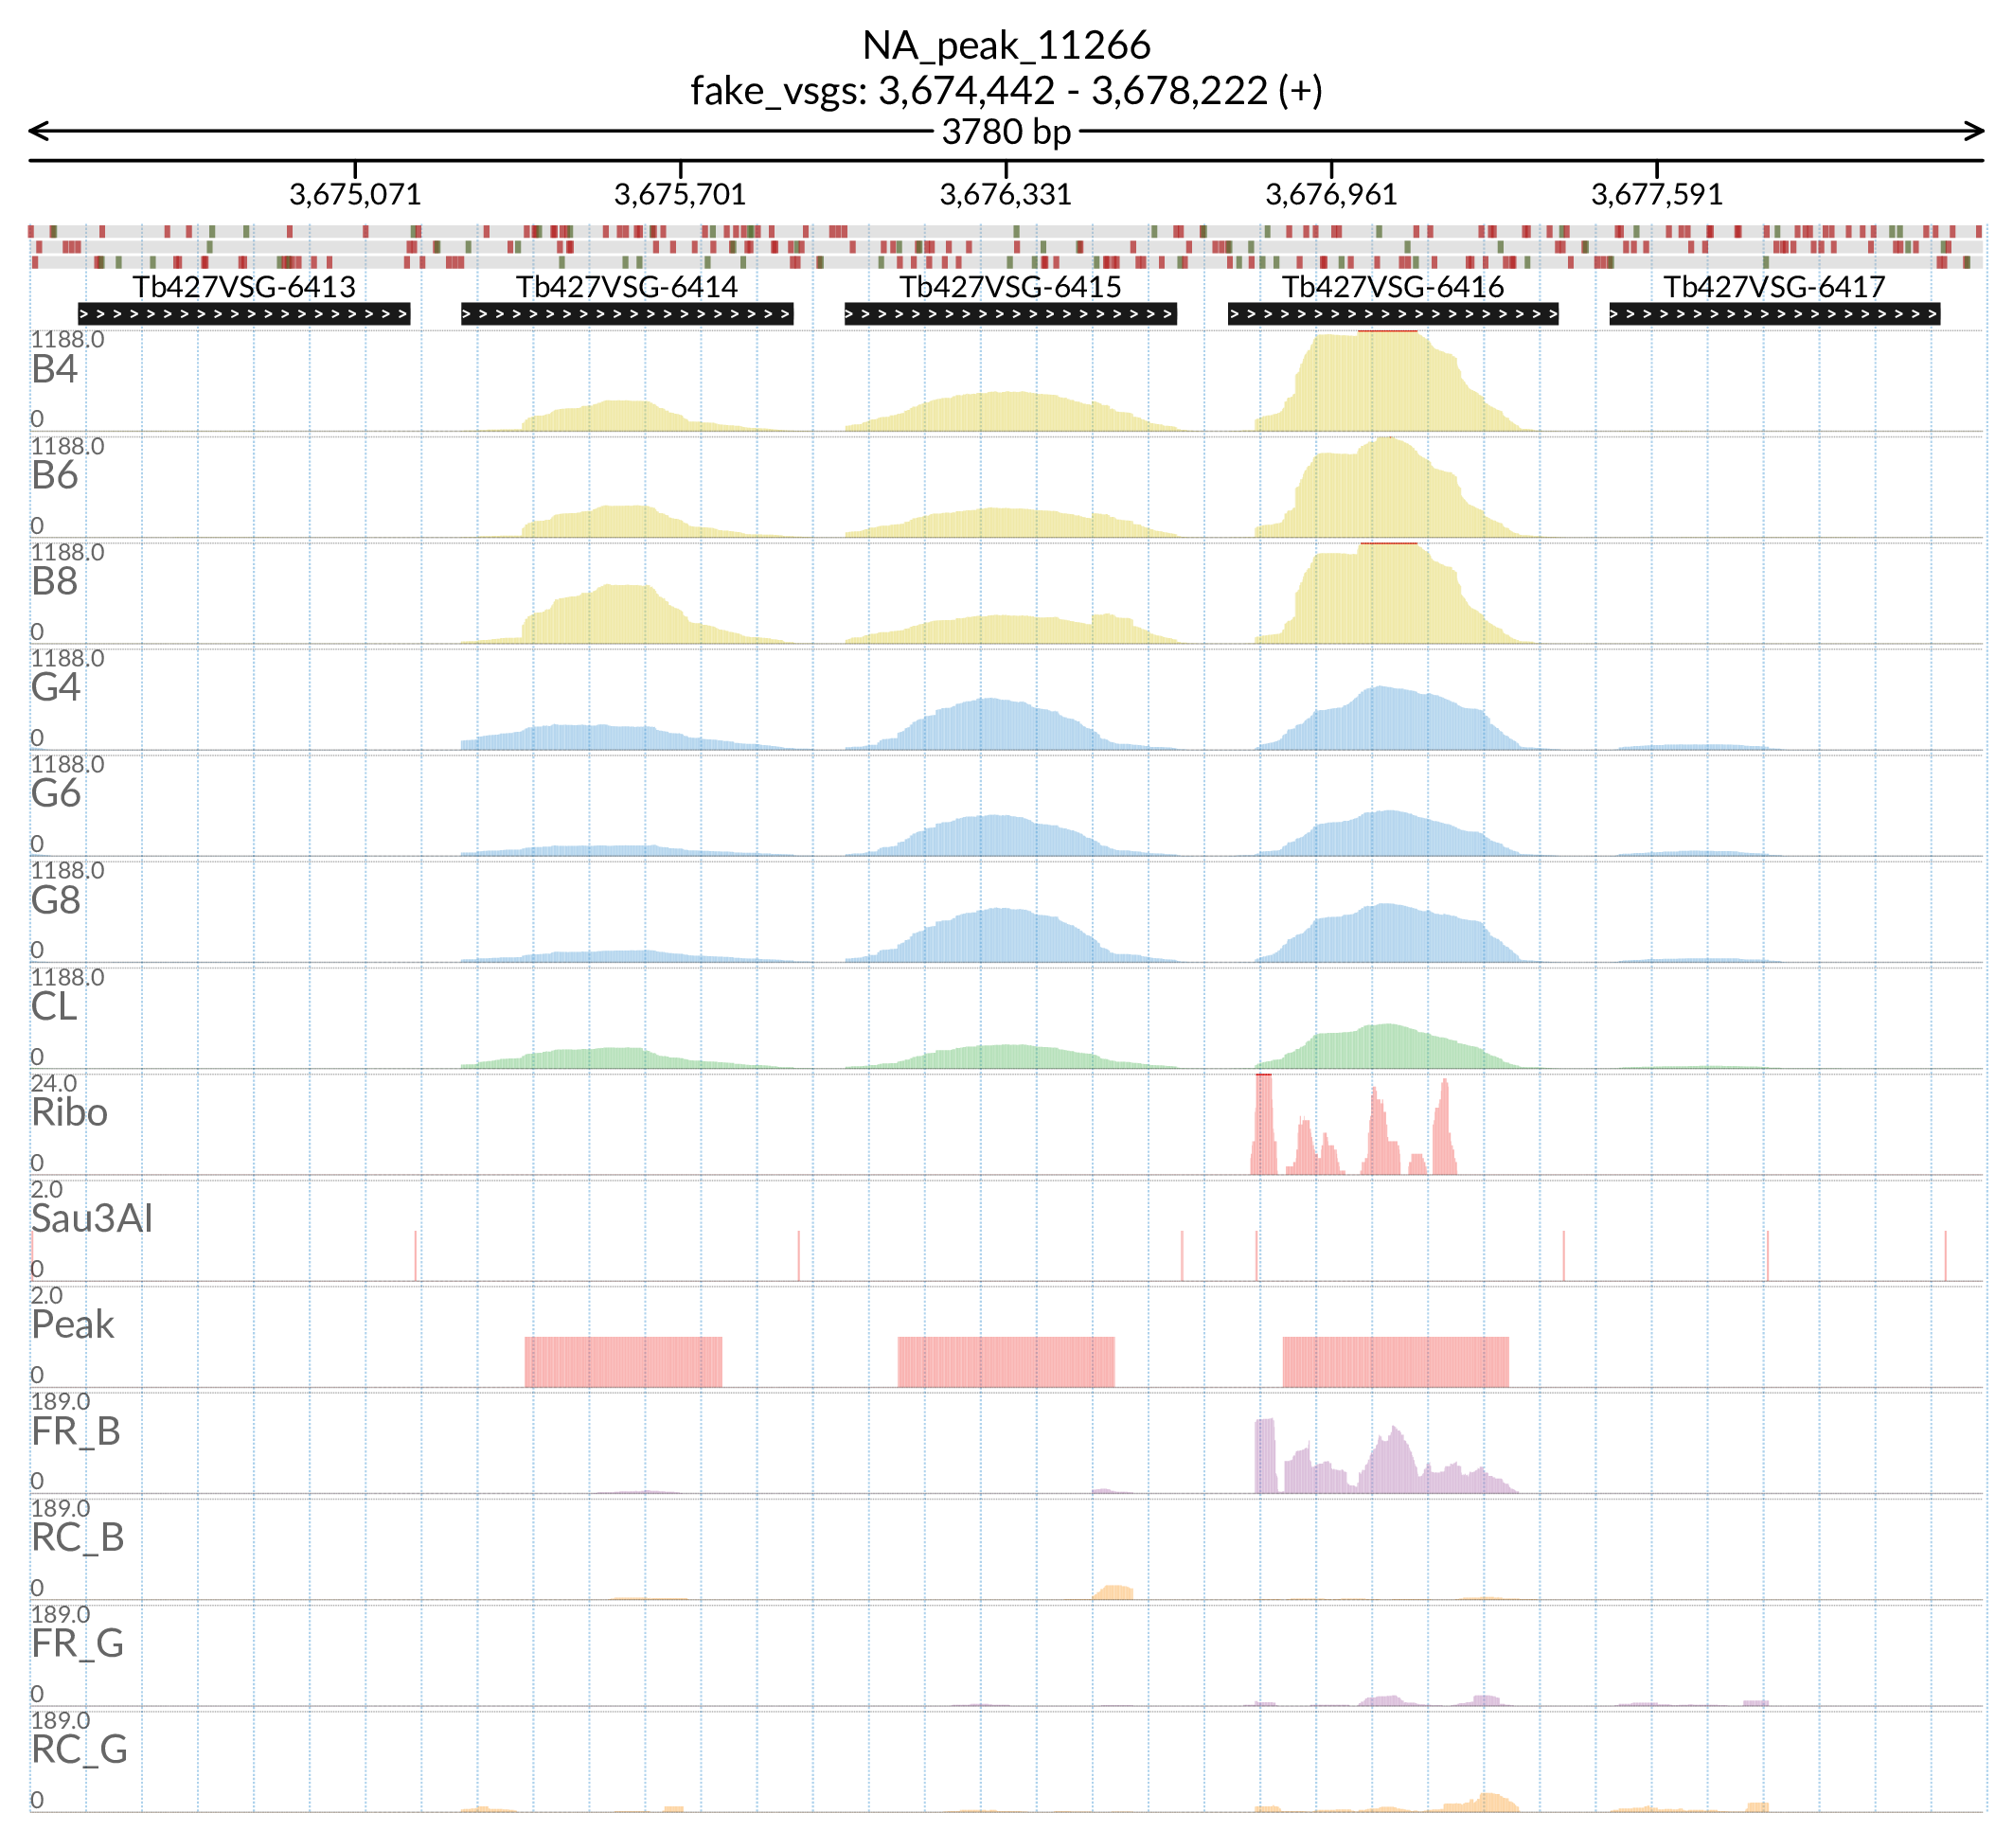 NA_peak_11266
fake_vsgs: 3,674,442 - 3,678,222 (+)
3780 bp
3,675,071 3,675,701 3,676,331 3,676,961 3,677,591
Tb427VSG-6413 Tb427VSG-6414 Tb427VSG-6415 Tb427VSG-6416 Tb427VSG-6417
1188.0
B4
0
1188.0
B6
0
1188.0
B8
0
1188.0
G4
0
1188.0
G6
0
1188.0
G8
0
1188.0
CL
0
24.0
Ribo
0
2.0
Sau3AI
0
2.0
Peak
0
189.0
FR_B
0
189.0
RC_B
0
189.0
FR_G
0
189.0
RC_G
0